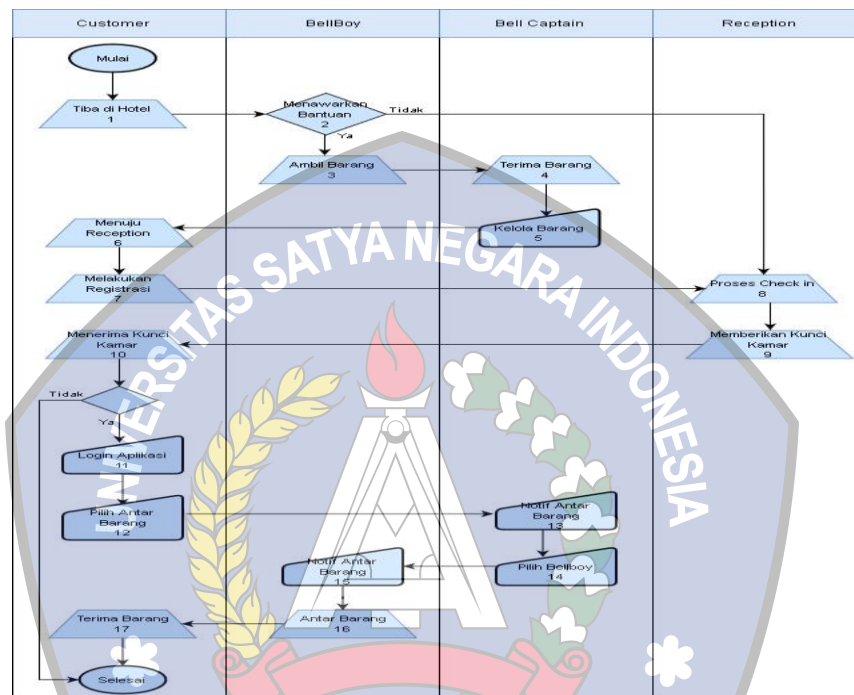 Customer
BellBoy
Bell Captain
Reception
Mulai
Tiba di Hotel
1
Menawarkan
Bantuan
2
Tidak
Ya
Ambil Barang
3
Terima Barang
4
Kelola Barang
5
Menuju
Reception
6
Melakukan
Registrasi
7
Proses Check in
8
Memberikan Kunci
Kamar
9
Menerima Kunci
Kamar
10
Tidak
Ya
Login Aplikasi
11
Pilih Antar
Barang
12
Notif Antar
Barang
13
Pilih Bellboy
14
Notif Antar
Barang
15
Antar Barang
16
Terima Barang
17
Selesai
UNIVERSITAS SATYA NEGARA INDONESIA